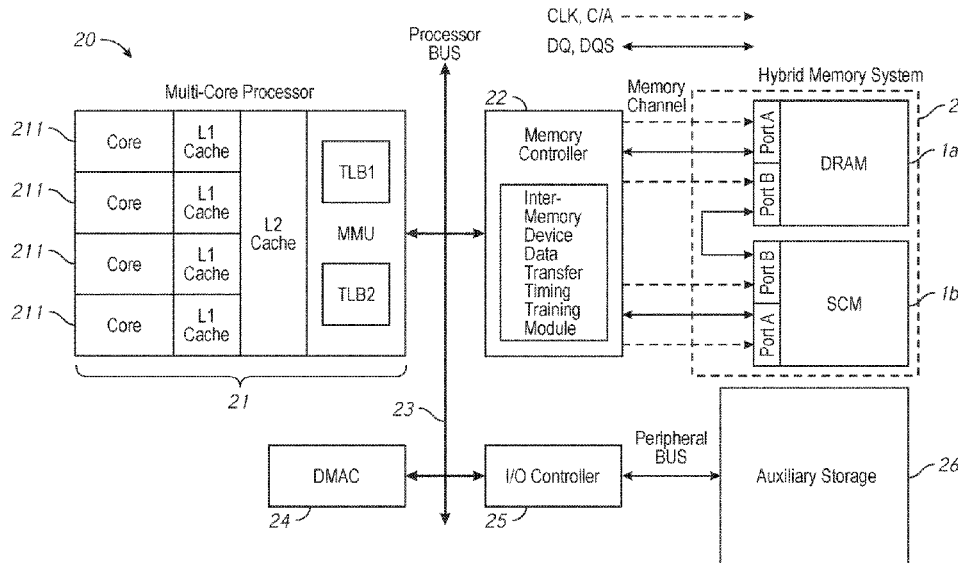 CLK, C/A
DQ, DQS
20
Processor
BUS
Hybrid Memory System
Multi-Core Processor
22
Memory
Channel
2
211
Core
L1
Cache
211
Core
L1
Cache
211
Core
L1
Cache
211
Core
L1
Cache
L2
Cache
TLB1
MMU
TLB2
21
Memory
Controller
Inter-
Memory
Device
Data
Transfer
Timing
Training
Module
Port A
Port B
DRAM
1a
Port B
Port A
SCM
1b
23
DMAC
24
I/O Controller
25
Peripheral
BUS
Auxiliary Storage
26